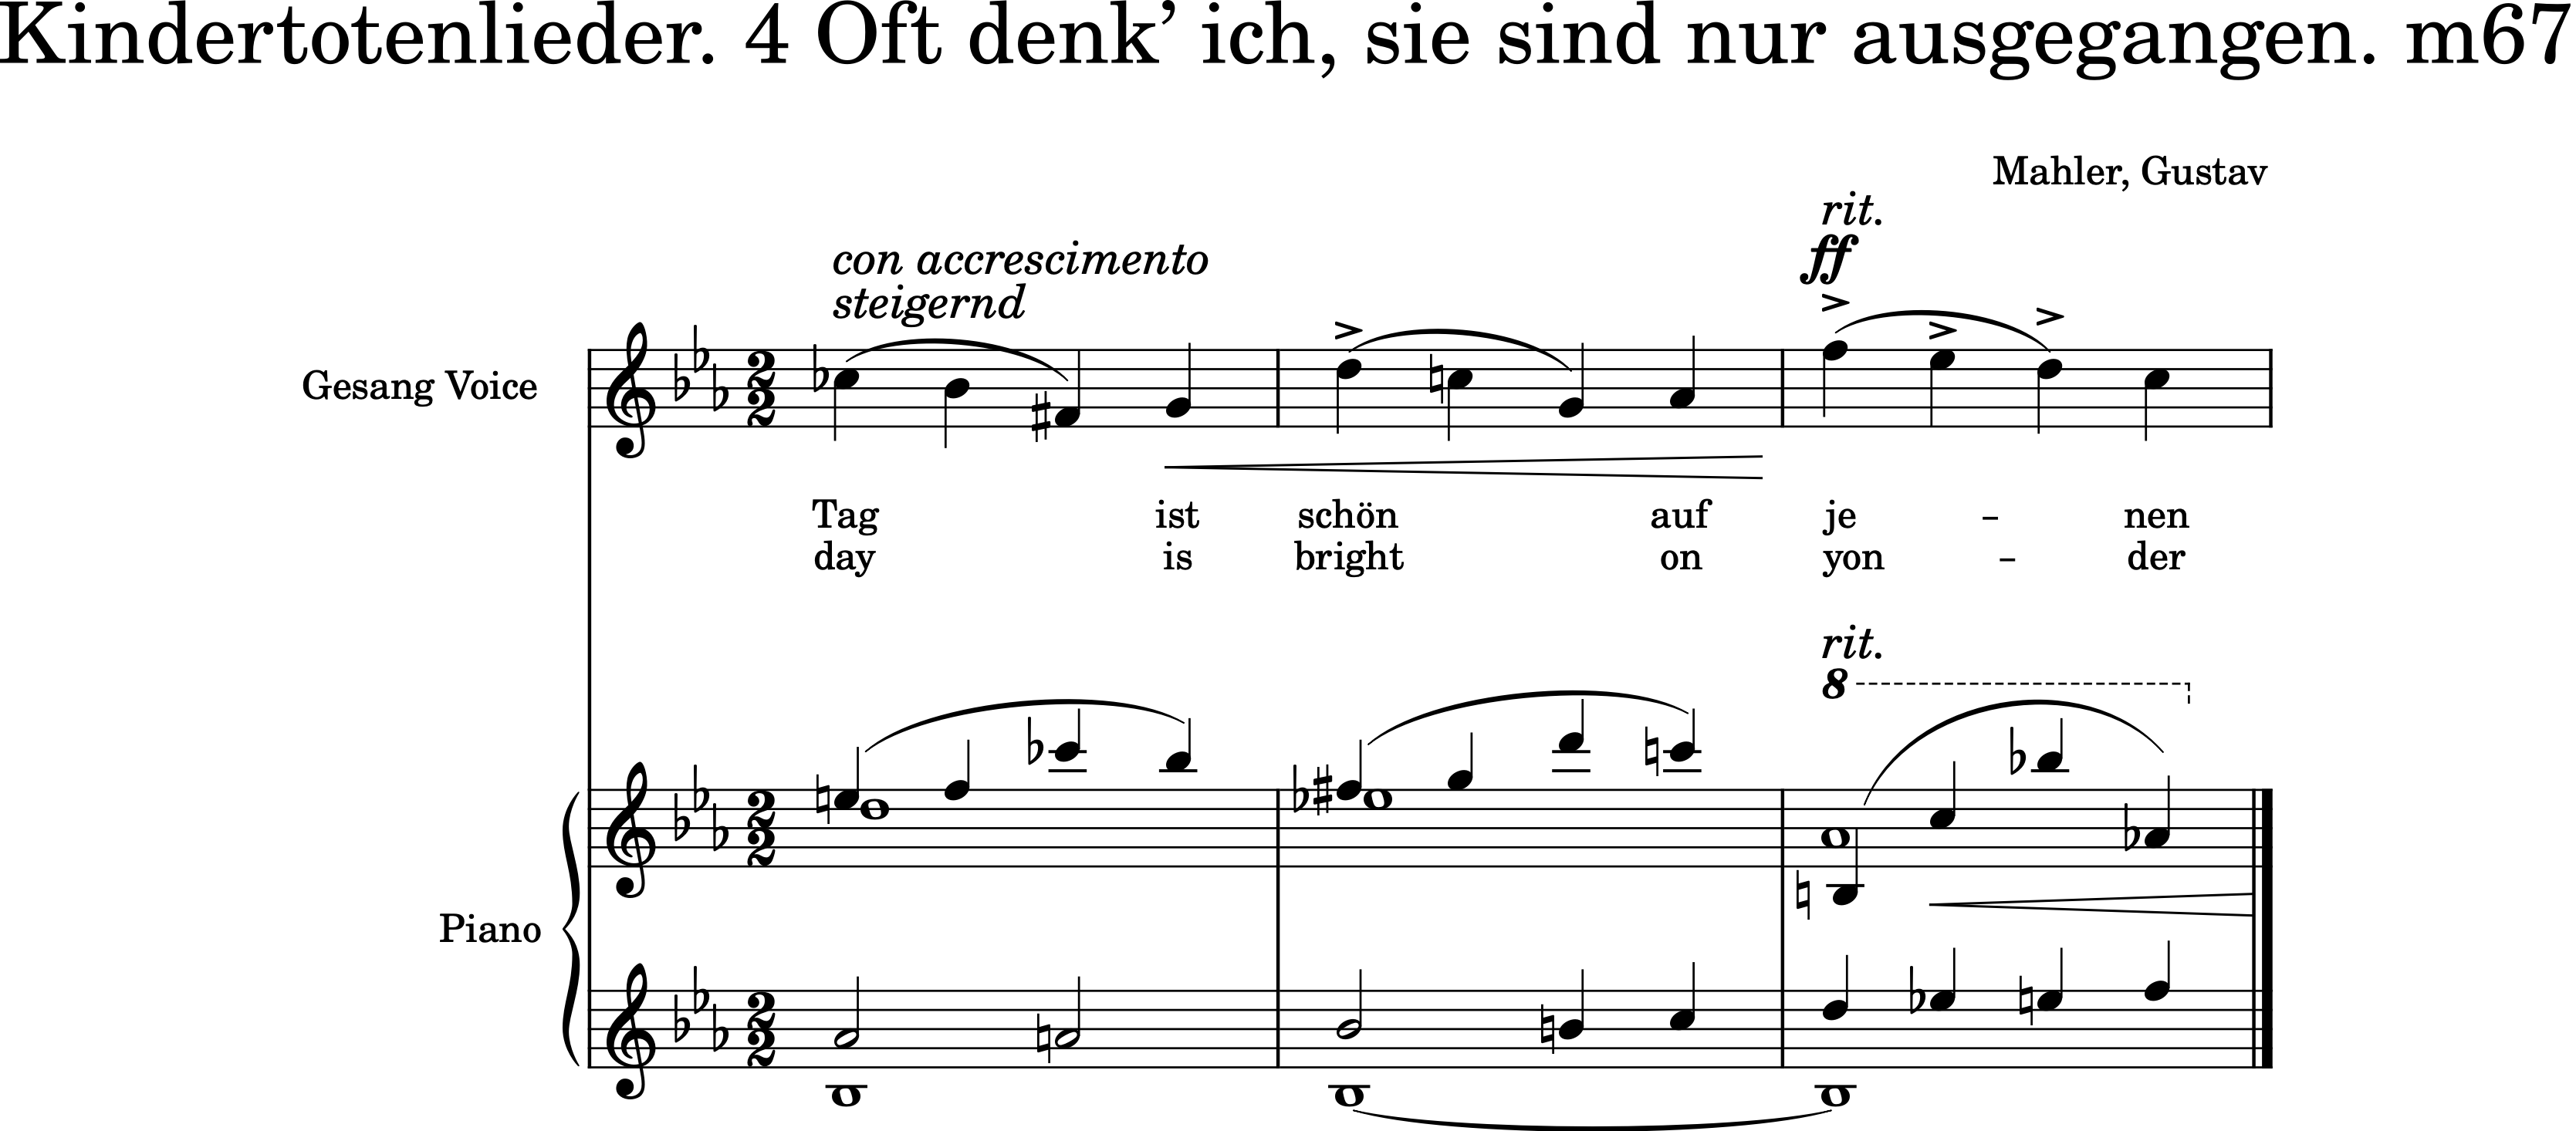 Kindertotenlieder. 4 Oft denk’ ich, sie sind nur ausgegangen. m67
Mahler, Gustav
rit.
ff
con accrescimento
steigernd
Gesang Voice
Tag ist schön auf je – nen
day is bright on yon – der
rit.
8
Piano